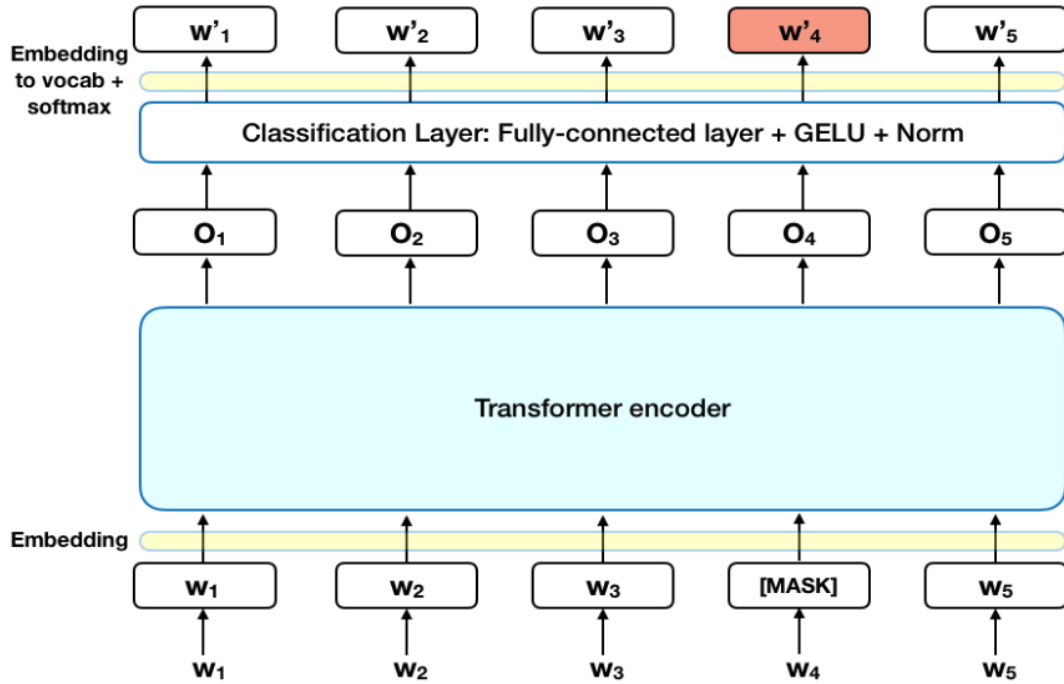 w'₁ w'₂ w'₃ w'₄ w'₅
Embedding
to vocab +
softmax
Classification Layer: Fully-connected layer + GELU + Norm
O₁ O₂ O₃ O₄ O₅
Transformer encoder
Embedding
w₁ w₂ w₃ [MASK] w₅
w₁ w₂ w₃ w₄ w₅